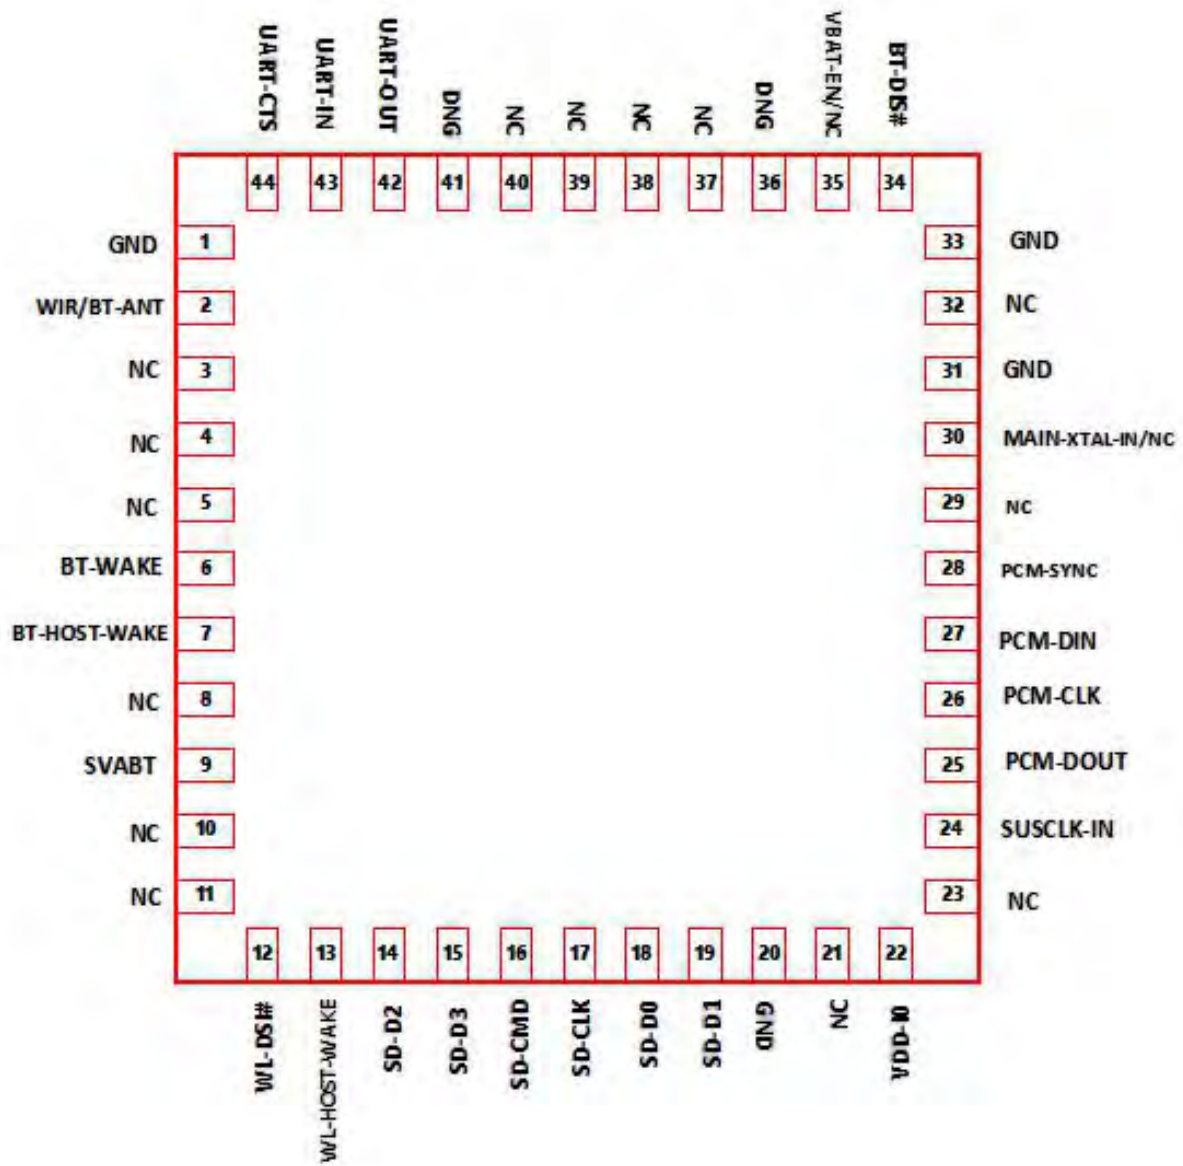 UART-CTS
UART-IN
UART-OUT
DNG
NC
NC
NC
NC
DNG
VBAT-EN/NC
BT-DIS#
44 43 42 41 40 39 38 37 36 35 34
GND 1 33 GND
WIR/BT-ANT 2 32 NC
NC 3 31 GND
NC 4 30 MAIN-XTAL-IN/NC
NC 5 29 NC
BT-WAKE 6 28 PCM-SYNC
BT-HOST-WAKE 7 27 PCM-DIN
NC 8 26 PCM-CLK
SVABT 9 25 PCM-DOUT
NC 10 24 SUSCLK-IN
NC 11 23 NC
12 13 14 15 16 17 18 19 20 21 22
WL-DSI#
WL-HOST-WAKE
SD-D2
SD-D3
SD-CMD
SD-CLK
SD-D0
SD-D1
GND
NC